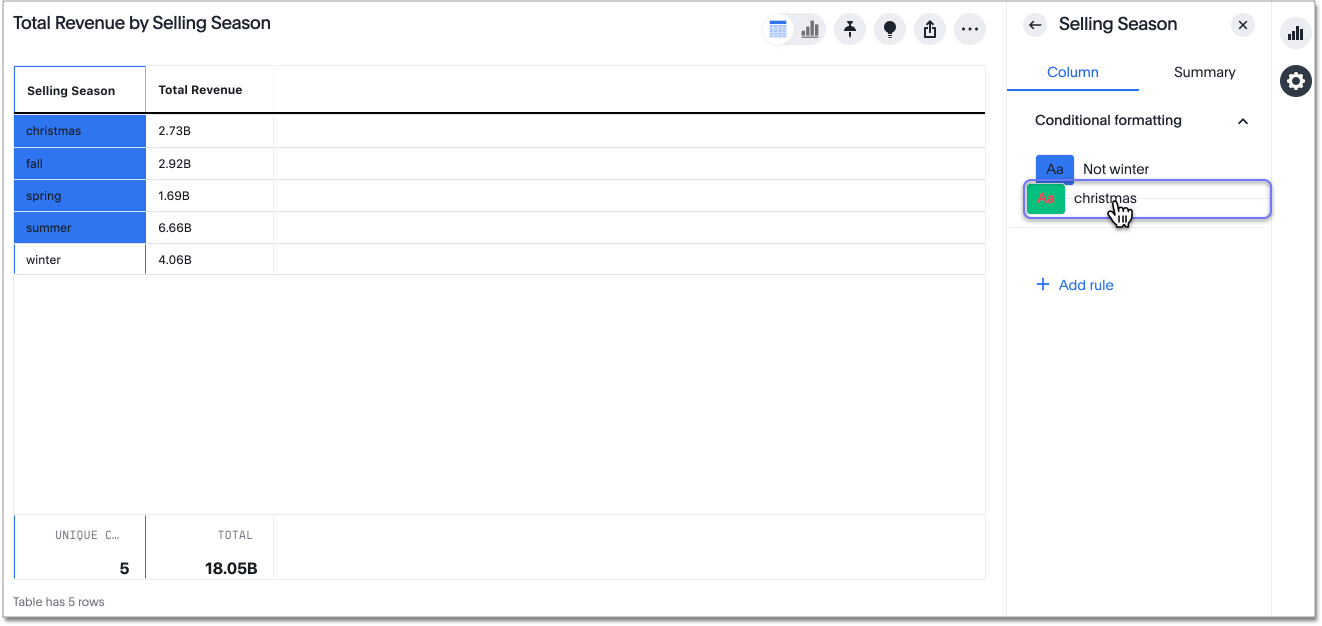 Total Revenue by Selling Season
Selling Season
Total Revenue
christmas
2.73B
fall
2.92B
spring
1.69B
summer
6.66B
winter
4.06B
UNIQUE C…
TOTAL
5
18.05B
Table has 5 rows
Selling Season
Column
Summary
Conditional formatting
Aa
Not winter
Aa
christmas
+ Add rule